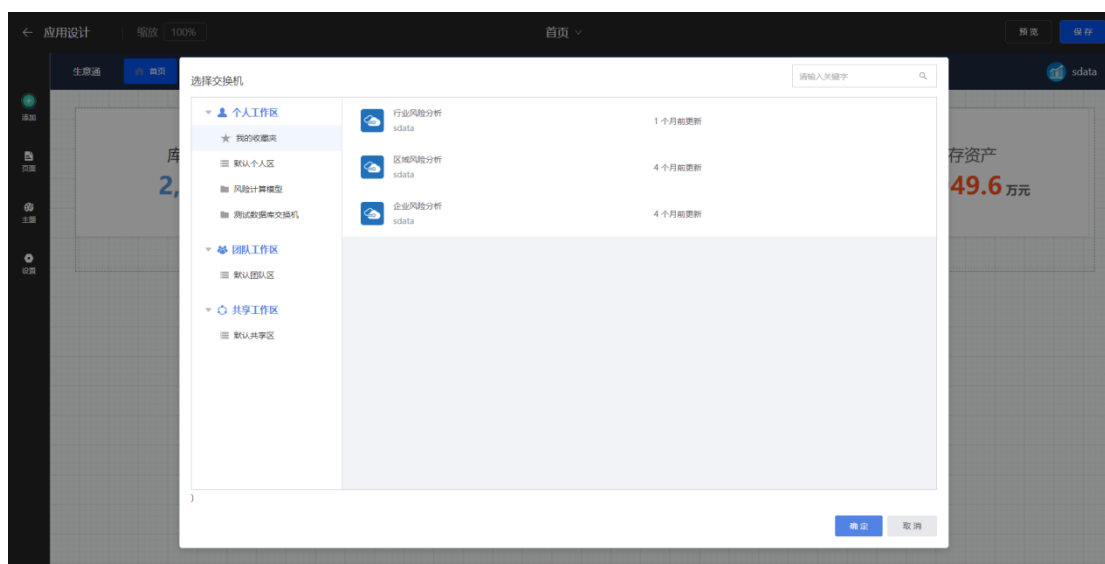 应用设计 缩放 100% 首页 预览 保存
生意通 首页 sdata
选择交换机 请输入关键字
添加
页面
主题
设置
库
2,
存资产
49.6 万元
个人工作区
我的收藏夹
默认个人区
风险计算模型
测试数据库交换机
团队工作区
默认团队区
共享工作区
默认共享区
行业风险分析
sdata
1 个月前更新
区域风险分析
sdata
4 个月前更新
企业风险分析
sdata
4 个月前更新
)
确定 取消